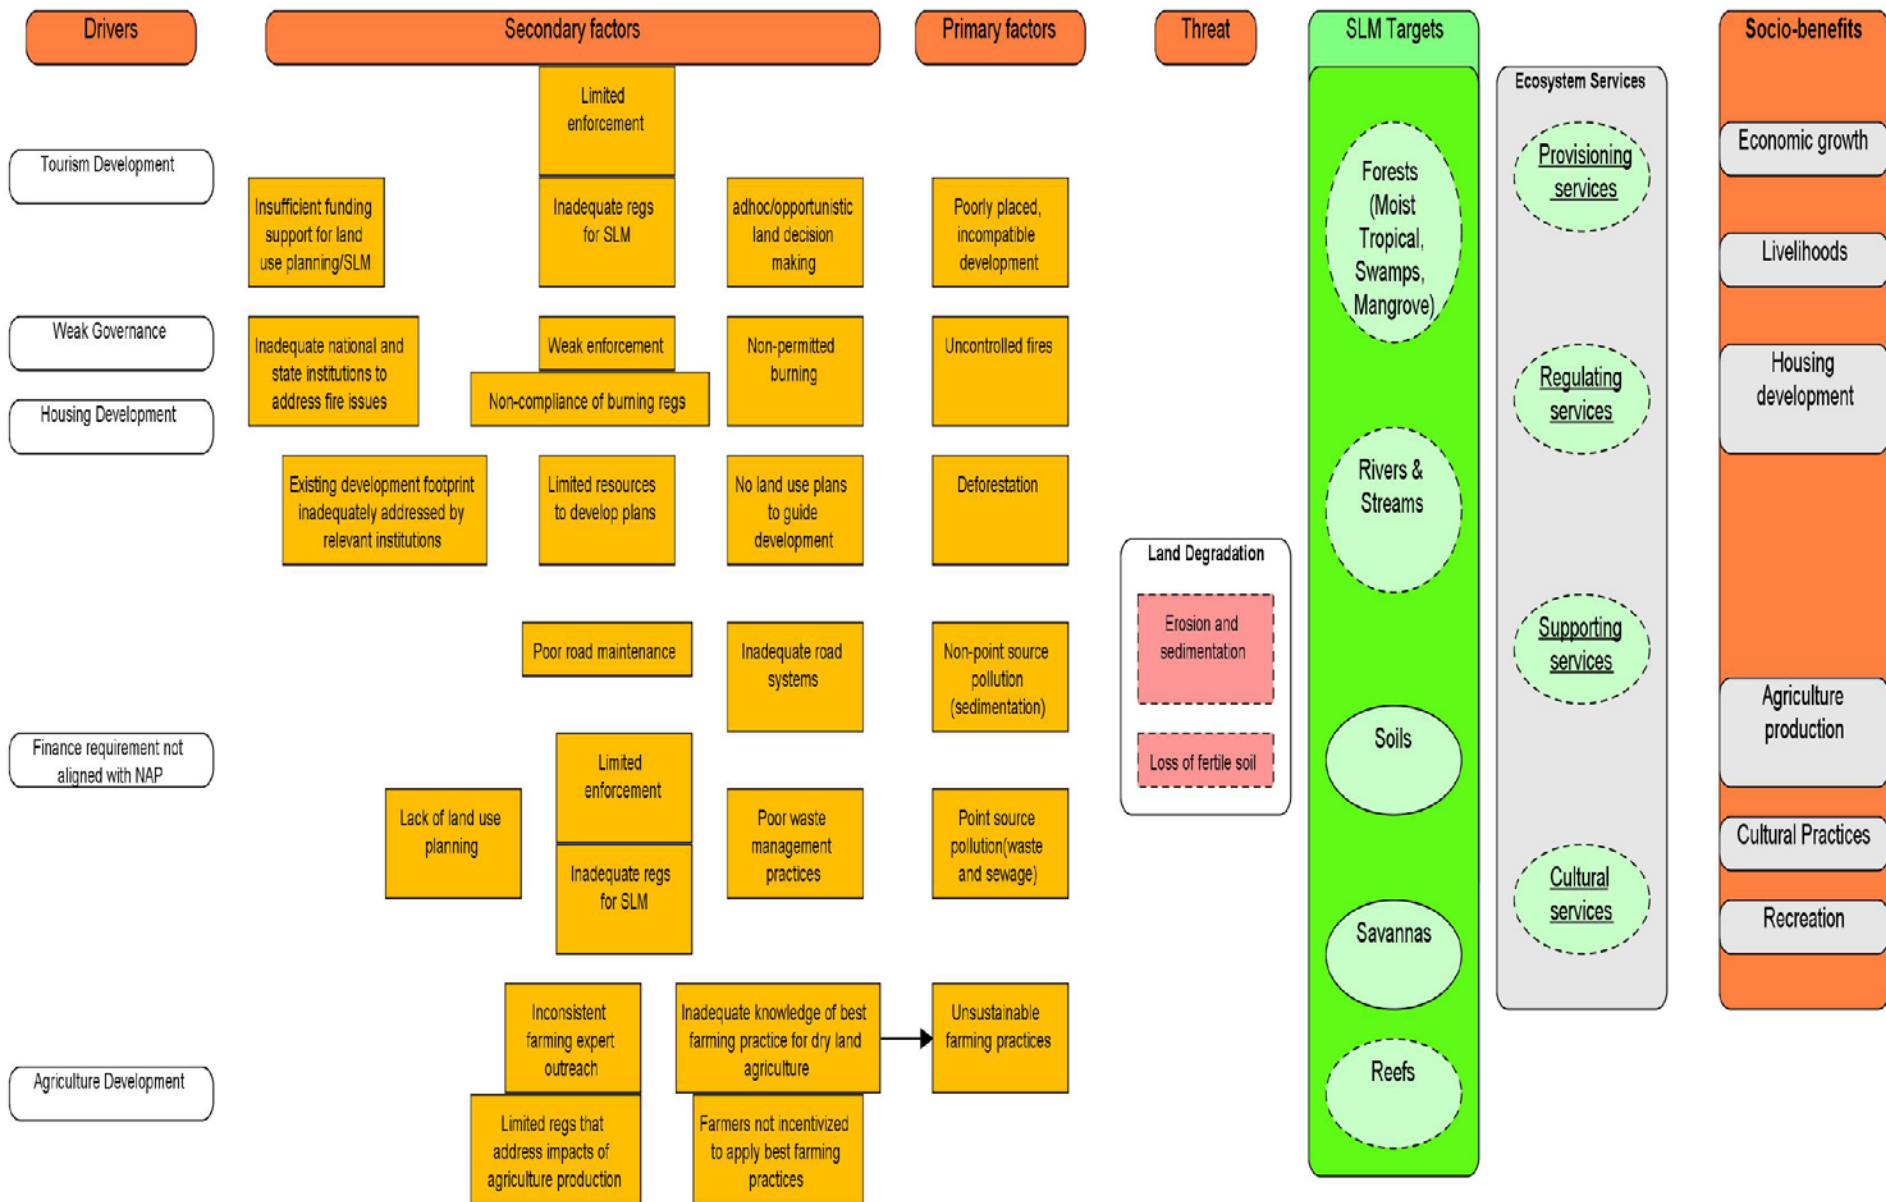 Drivers
Secondary factors
Primary factors
Threat
SLM Targets
Socio-benefits
Tourism Development
Weak Governance
Housing Development
Finance requirement not
aligned with NAP
Agriculture Development
Limited
enforcement
Insufficient funding
support for land
use planning/SLM
Inadequate regs
for SLM
adhoc/opportunistic
land decision
making
Poorly placed,
incompatible
development
Inadequate national and
state institutions to
address fire issues
Weak enforcement
Non-compliance of burning regs
Non-permitted
burning
Uncontrolled fires
Existing development footprint
inadequately addressed by
relevant institutions
Limited resources
to develop plans
No land use plans
to guide
development
Deforestation
Poor road maintenance
Inadequate road
systems
Non-point source
pollution
(sedimentation)
Lack of land use
planning
Limited
enforcement
Inadequate regs
for SLM
Poor waste
management
practices
Point source
pollution(waste
and sewage)
Inconsistent
farming expert
outreach
Limited regs that
address impacts of
agriculture production
Inadequate knowledge of best
farming practice for dry land
agriculture
Farmers not incentivized
to apply best farming
practices
Unsustainable
farming practices
Land Degradation
Erosion and
sedimentation
Loss of fertile soil
Forests
(Moist
Tropical,
Swamps,
Mangrove)
Rivers &
Streams
Soils
Savannas
Reefs
Ecosystem Services
Provisioning
services
Regulating
services
Supporting
services
Cultural
services
Economic growth
Livelihoods
Housing
development
Agriculture
production
Cultural Practices
Recreation